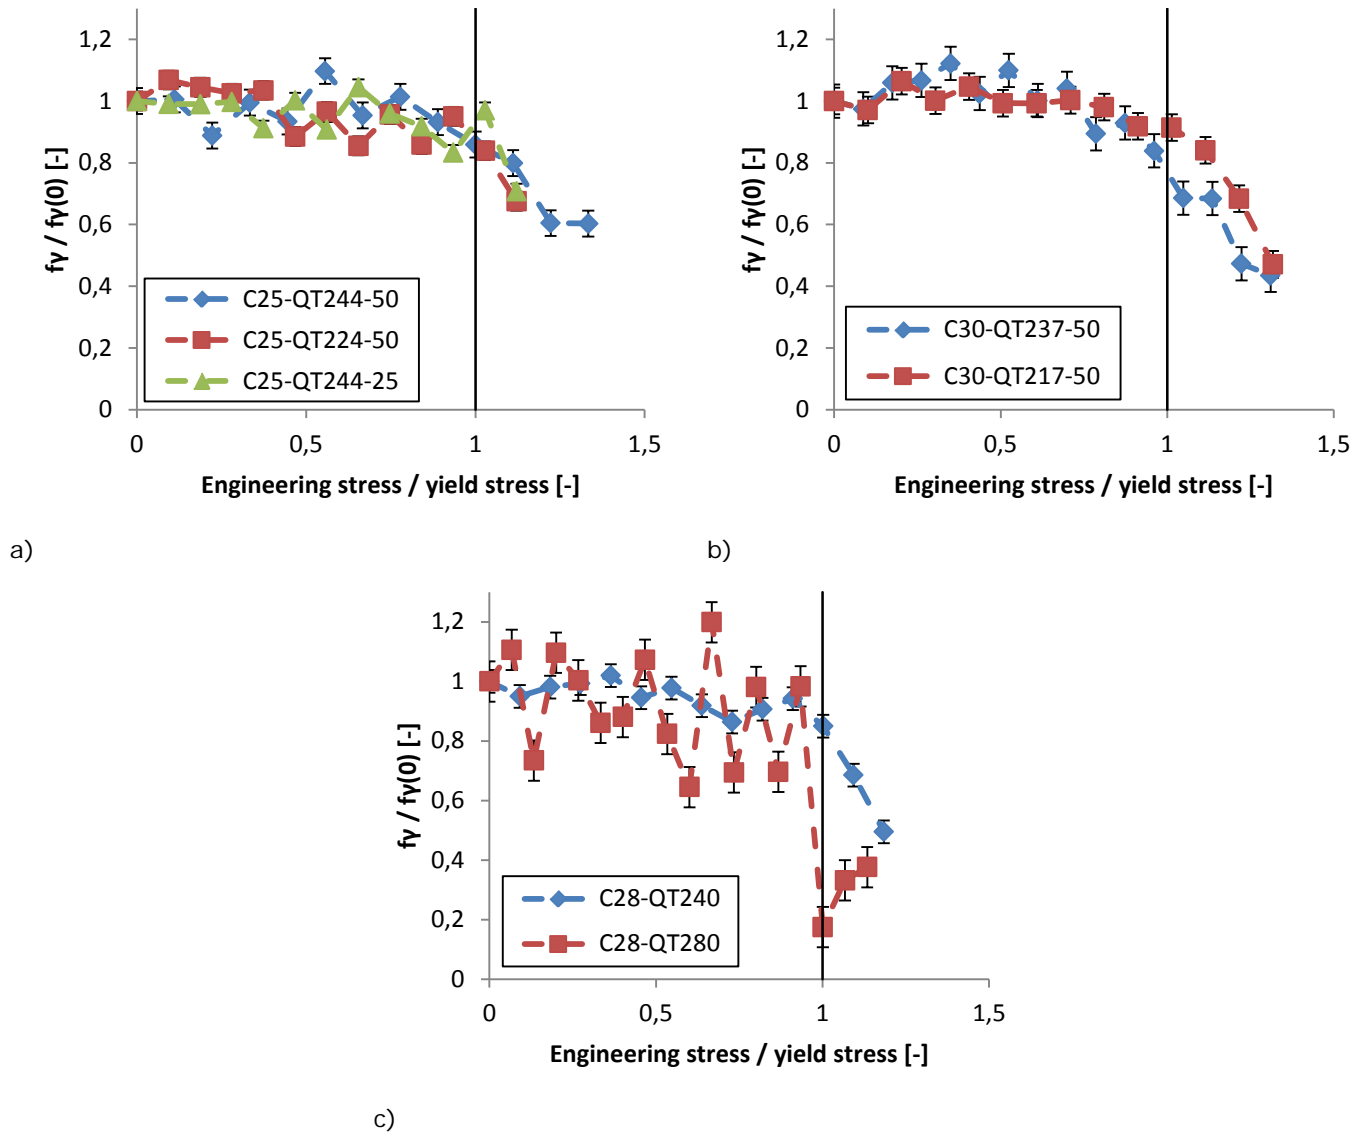 1,2
1
0,8
0,6
0,4
0,2
0
fγ / fγ(0) [-]
C25-QT244-50
C25-QT224-50
C25-QT244-25
0
0,5
1
1,5
Engineering stress / yield stress [-]
a)
1,2
1
0,8
0,6
0,4
0,2
0
fγ / fγ(0) [-]
C30-QT237-50
C30-QT217-50
0
0,5
1
1,5
Engineering stress / yield stress [-]
b)
1,2
1
0,8
0,6
0,4
0,2
0
fγ / fγ(0) [-]
C28-QT240
C28-QT280
0
0,5
1
1,5
Engineering stress / yield stress [-]
c)